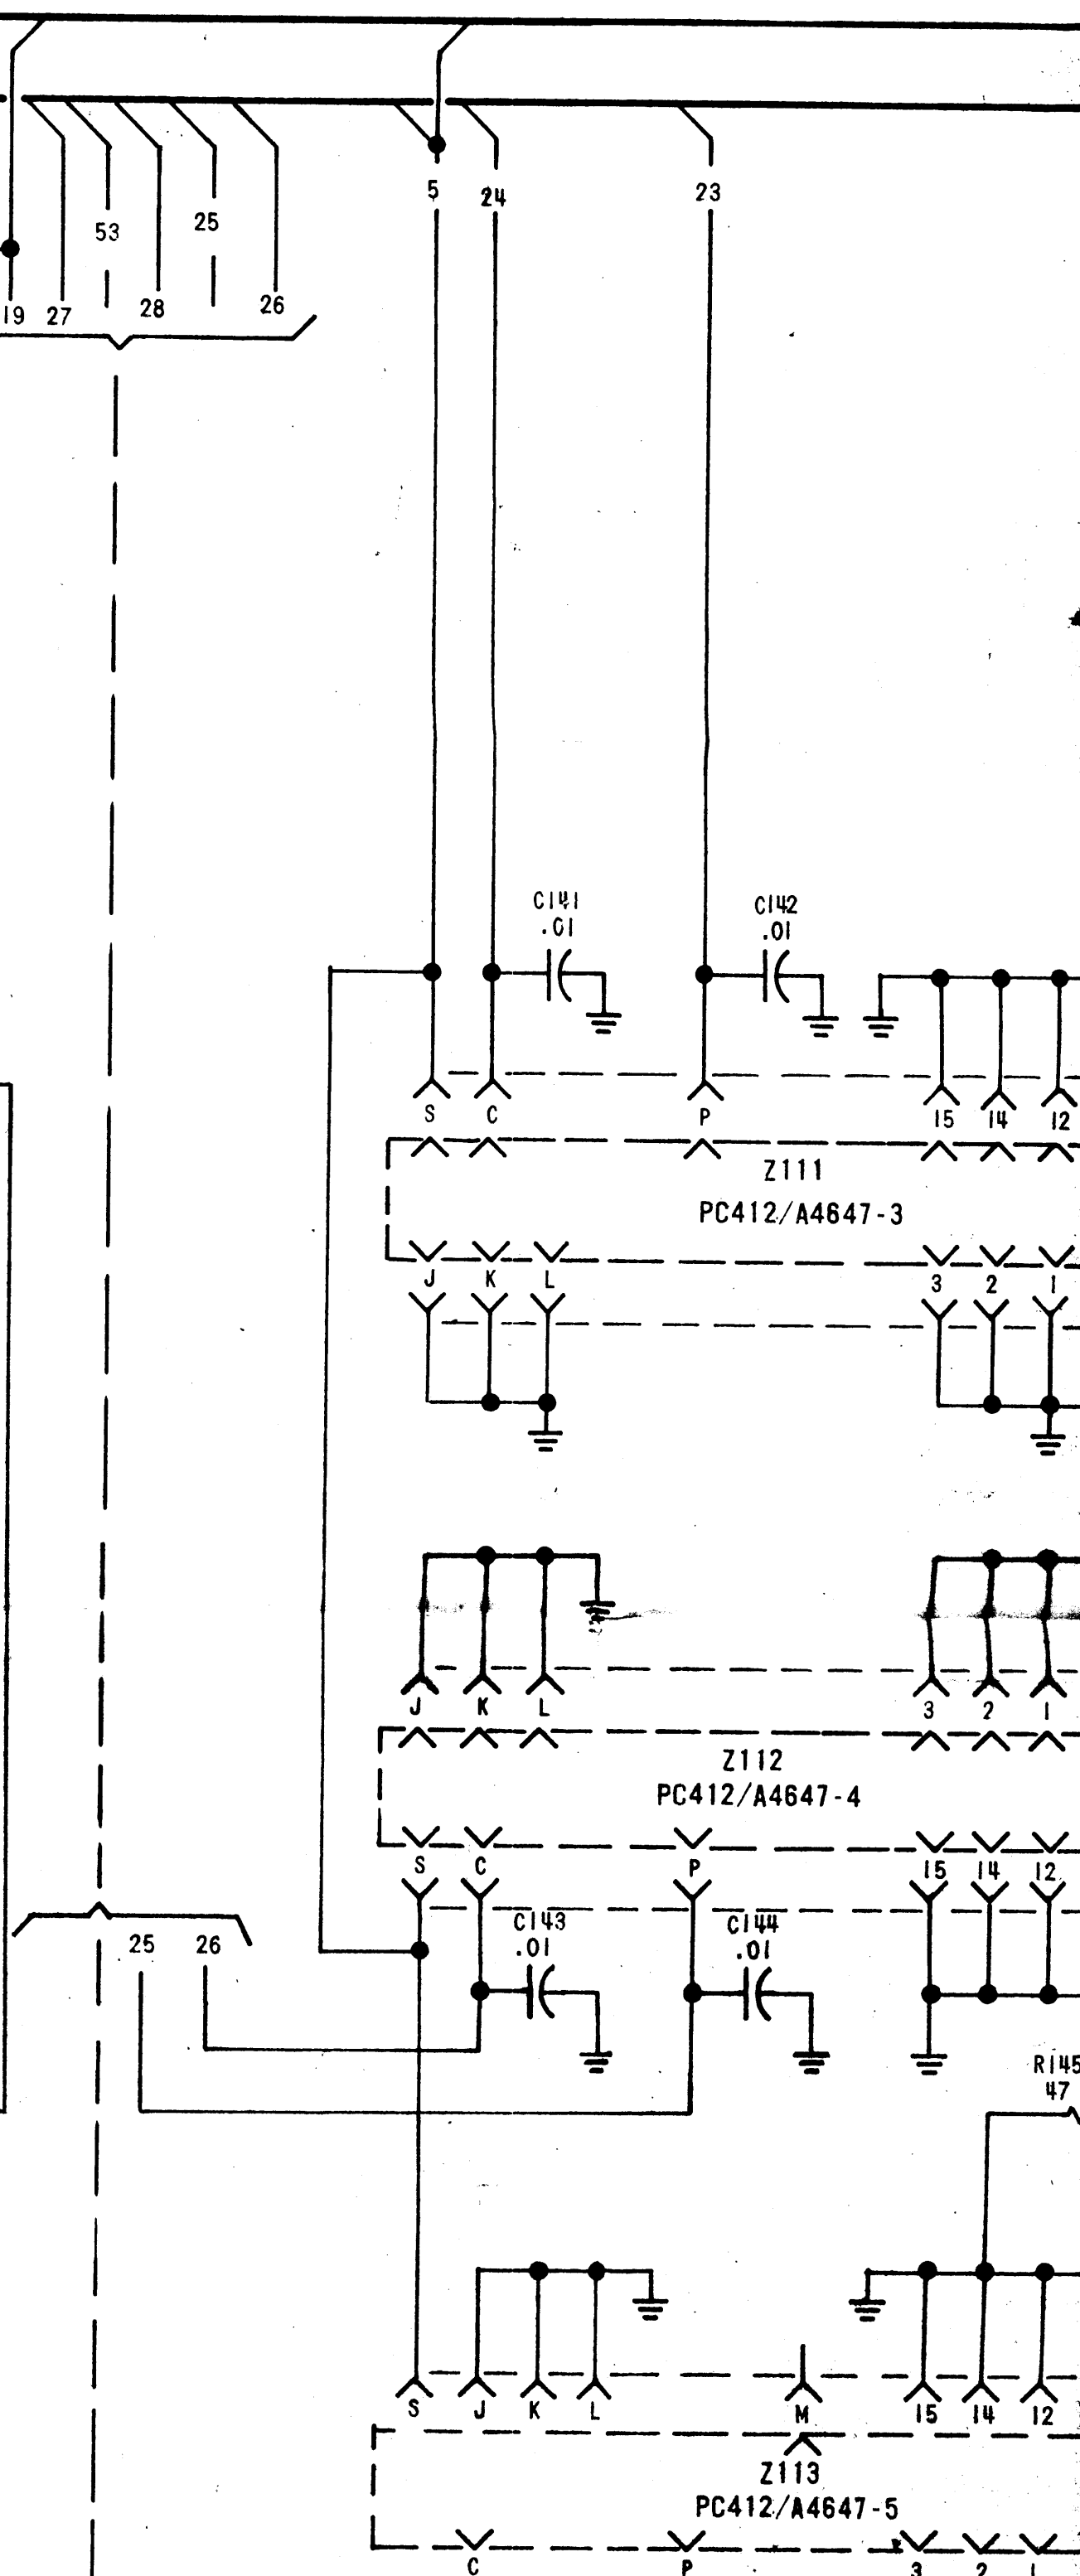 5 24 23
53 25
19 27 28 26
C141 C142
.01 .01
S C P 15 14 12
Z111
PC412/A4647-3
J K L 3 2 1
J K L 3 2 1
Z112
PC412/A4647-4
S C P 15 14 12
C143 C144
25 26 .01 .01
R145
47
S J K L M 15 14 12
Z113
PC412/A4647-5
C P 3 2 1